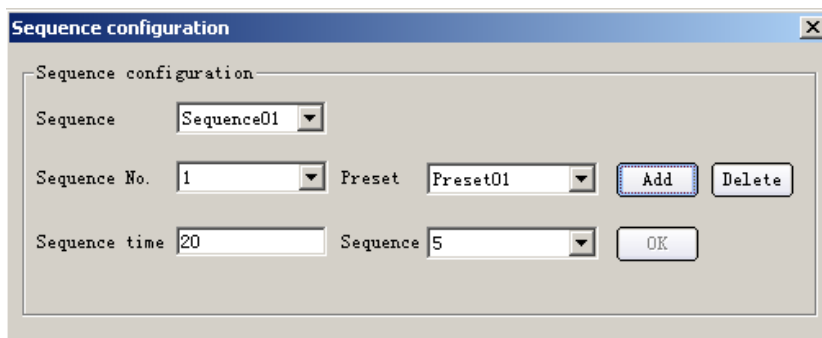 Sequence configuration
Sequence configuration
Sequence Sequence01
Sequence No. 1 Preset Preset01 Add Delete
Sequence time 20 Sequence 5 OK